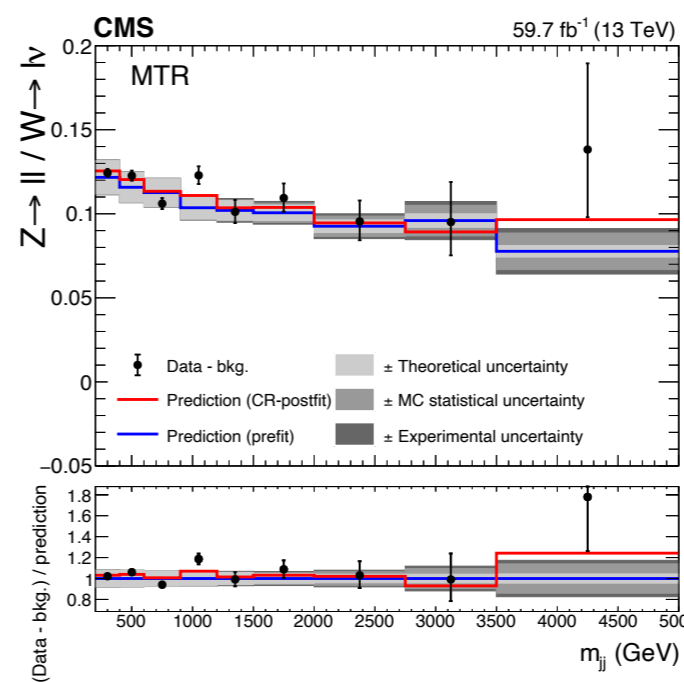 CMS 59.7 fb⁻¹ (13 TeV)
Z→ ll / W→ lν
MTR
0.2
0.15
0.1
0.05
0
−0.05
Data - bkg.
Prediction (CR-postfit)
Prediction (prefit)
± Theoretical uncertainty
± MC statistical uncertainty
± Experimental uncertainty
(Data - bkg.) / prediction
1.8
1.6
1.4
1.2
1
0.8
500 1000 1500 2000 2500 3000 3500 4000 4500 500
m_jj (GeV)